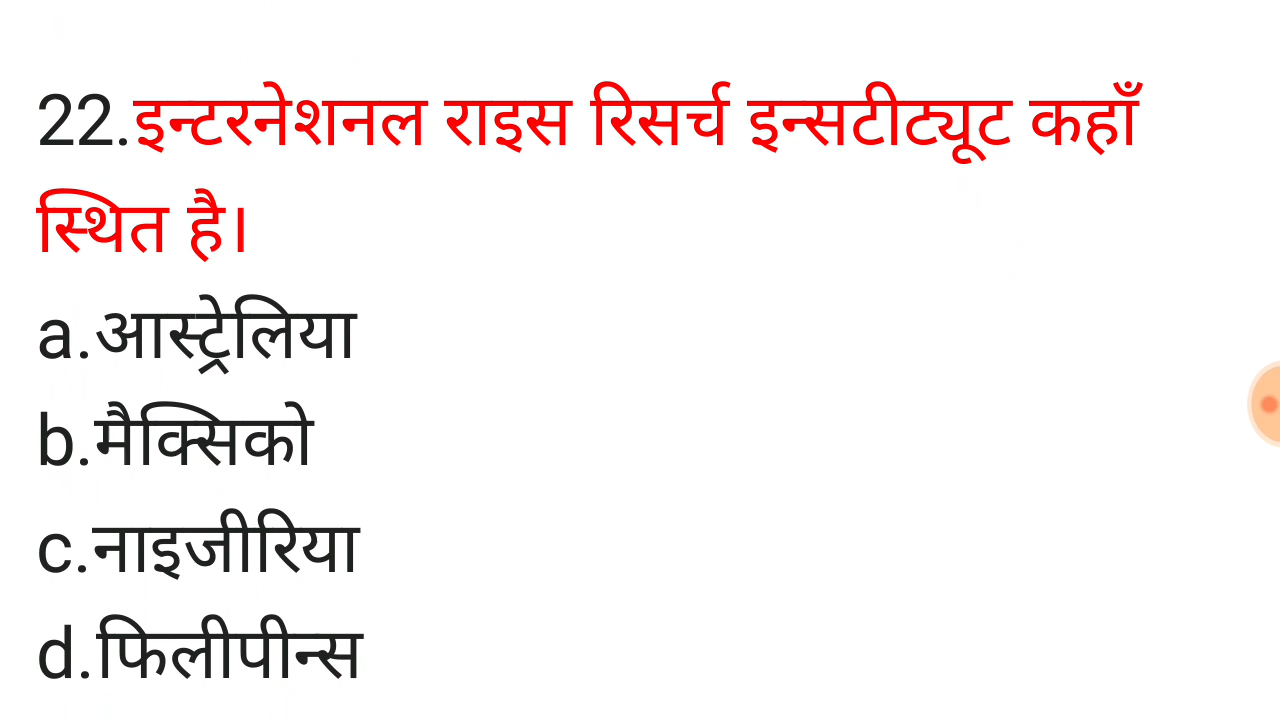 22.इन्टरनेशनल राइस रिसर्च इन्सटीट्यूट कहाँ
स्थित है।
a.आस्ट्रेलिया
b.मैक्सिको
c.नाइजीरिया
d.फिलीपीन्स